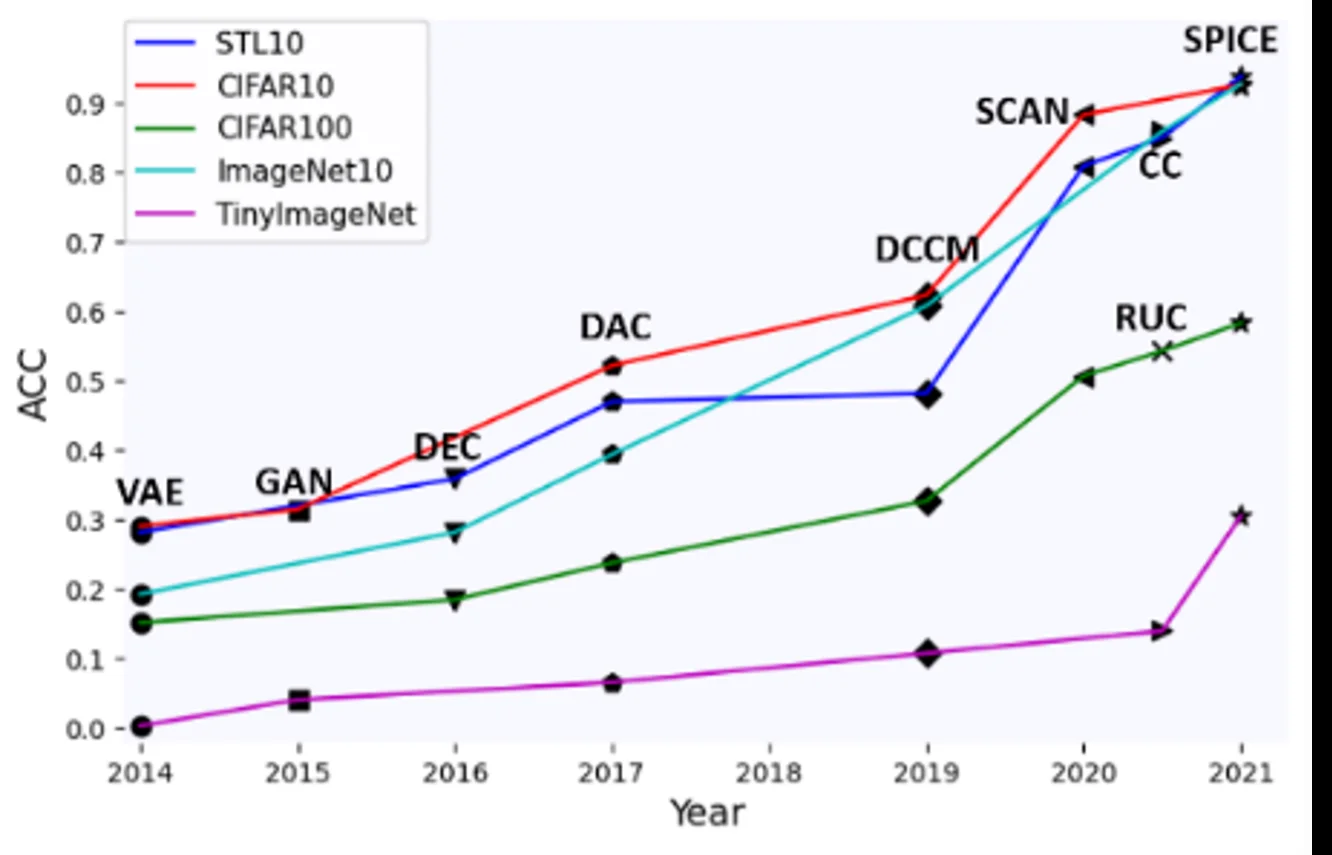 SPICE
STL10
CIFAR10
CIFAR100
ImageNet10
TinyImageNet
SCAN
CC
DCCM
DAC
RUC
DEC
GAN
VAE
0.9
0.8
0.7
0.6
0.5
0.4
0.3
0.2
0.1
0.0
ACC
2014 2015 2016 2017 2018 2019 2020 2021
Year